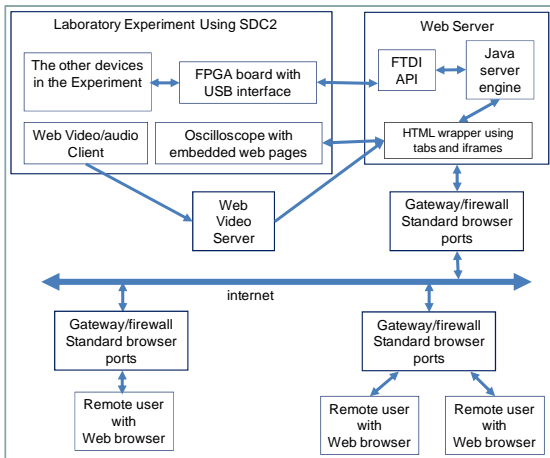 Laboratory Experiment Using SDC2
The other devices
in the Experiment
FPGA board with
USB interface
Web Video/audio
Client
Oscilloscope with
embedded web pages
Web Server
FTDI
API
Java
server
engine
HTML wrapper using
tabs and iframes
Web
Video
Server
Gateway/firewall
Standard browser
ports
internet
Gateway/firewall
Standard browser
ports
Gateway/firewall
Standard browser
ports
Remote user
with
Web browser
Remote user
with
Web browser
Remote user
with
Web browser